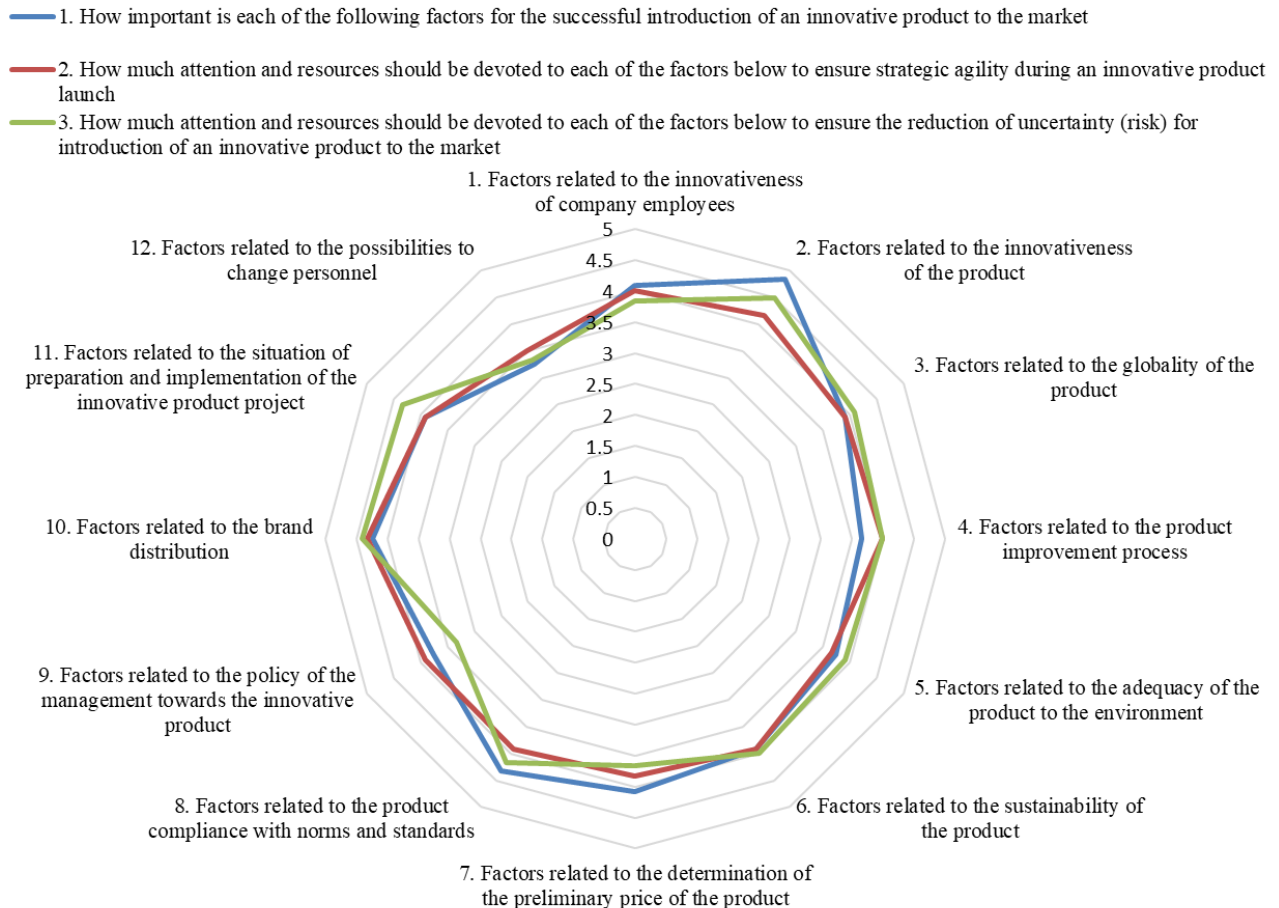 1. How important is each of the following factors for the successful introduction of an innovative product to the market
2. How much attention and resources should be devoted to each of the factors below to ensure strategic agility during an innovative product
launch
3. How much attention and resources should be devoted to each of the factors below to ensure the reduction of uncertainty (risk) for
introduction of an innovative product to the market
1. Factors related to the innovativeness
of company employees
2. Factors related to the innovativeness
of the product
3. Factors related to the globality of the
product
4. Factors related to the product
improvement process
5. Factors related to the adequacy of the
product to the environment
6. Factors related to the sustainability of
the product
7. Factors related to the determination of
the preliminary price of the product
8. Factors related to the product
compliance with norms and standards
9. Factors related to the policy of the
management towards the innovative
product
10. Factors related to the brand
distribution
11. Factors related to the situation of
preparation and implementation of the
innovative product project
12. Factors related to the possibilities to
change personnel
5
4.5
4
3.5
3
2.5
2
1.5
1
0.5
0